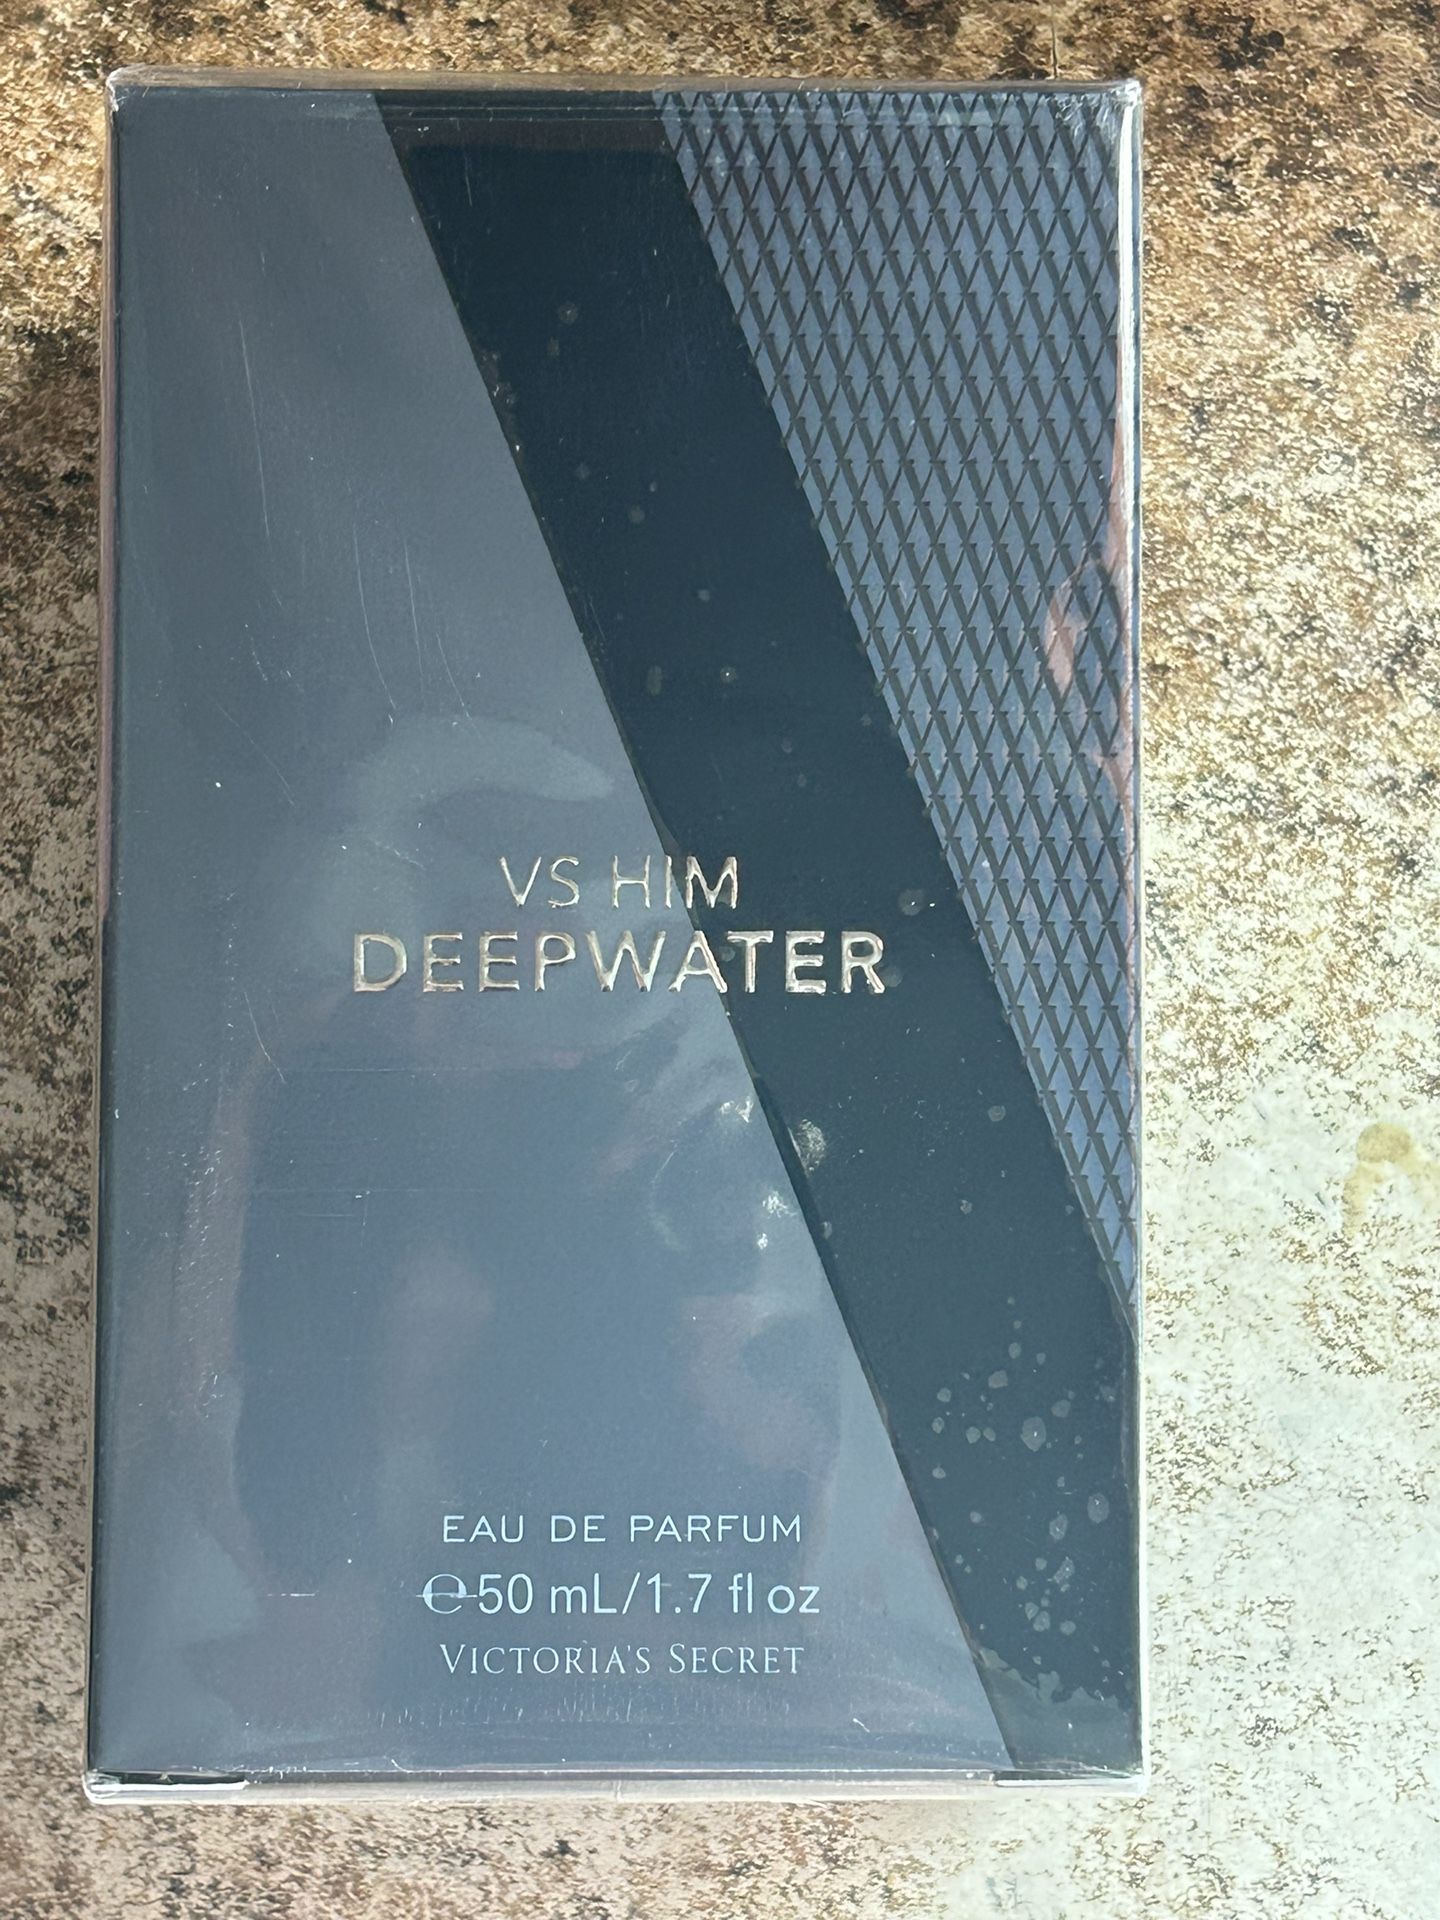 VS HIM
DEEPWATER
EAU DE PARFUM
℮50 mL/1.7 fl oz
VICTORIA'S SECRET